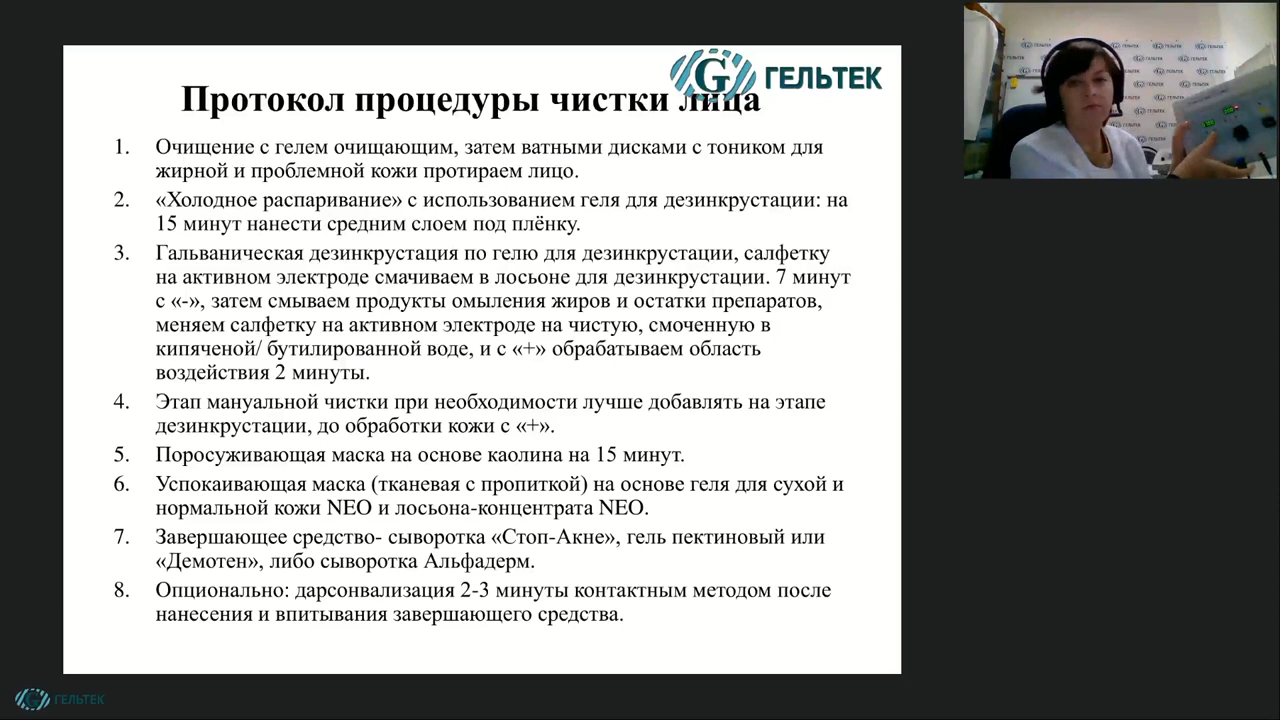 ГЕЛЬТЕК
Протокол процедуры чистки лица
1. Очищение с гелем очищающим, затем ватными дисками с тоником для
жирной и проблемной кожи протираем лицо.
2. «Холодное распаривание» с использованием геля для дезинкрустации: на
15 минут нанести средним слоем под плёнку.
3. Гальваническая дезинкрустация по гелю для дезинкрустации, салфетку
на активном электроде смачиваем в лосьоне для дезинкрустации. 7 минут
с «-», затем смываем продукты омыления жиров и остатки препаратов,
меняем салфетку на активном электроде на чистую, смоченную в
кипяченой/ бутилированной воде, и с «+» обрабатываем область
воздействия 2 минуты.
4. Этап мануальной чистки при необходимости лучше добавлять на этапе
дезинкрустации, до обработки кожи с «+».
5. Поросуживающая маска на основе каолина на 15 минут.
6. Успокаивающая маска (тканевая с пропиткой) на основе геля для сухой и
нормальной кожи NEO и лосьона-концентрата NEO.
7. Завершающее средство- сыворотка «Стоп-Акне», гель пектиновый или
«Демотен», либо сыворотка Альфадерм.
8. Опционально: дарсонвализация 2-3 минуты контактным методом после
нанесения и впитывания завершающего средства.
ГЕЛЬТЕК